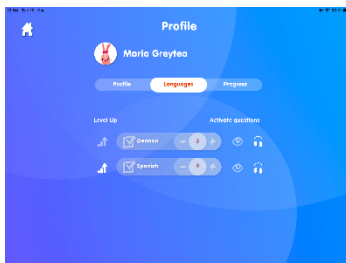 Profile
Maria Greytea
Profile Languages Progress
Level Up Activate questions
German - +
Spanish - +